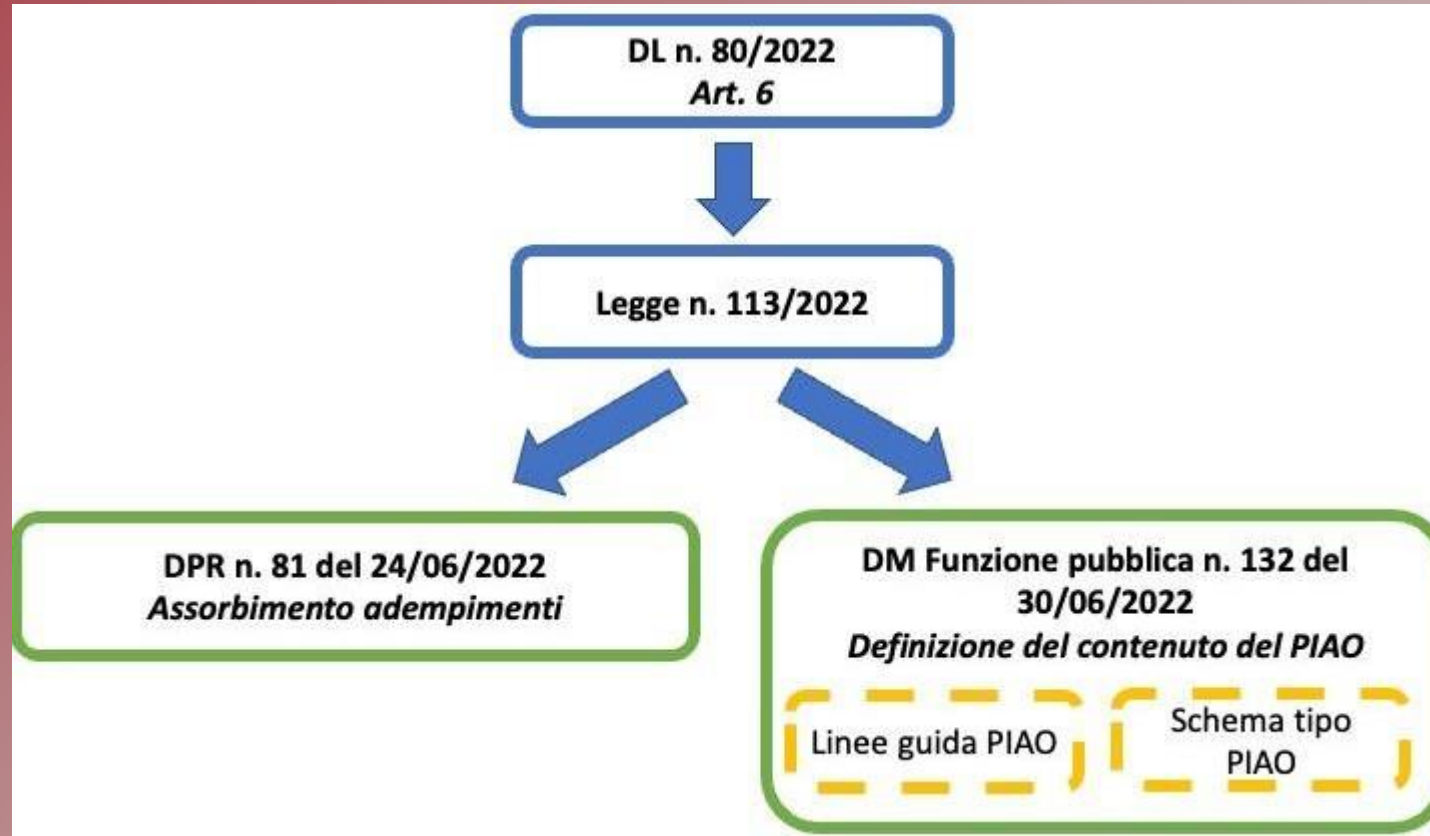 DL n. 80/2022
Art. 6
Legge n. 113/2022
DPR n. 81 del 24/06/2022
Assorbimento adempimenti
DM Funzione pubblica n. 132 del
30/06/2022
Definizione del contenuto del PIAO
Linee guida PIAO
Schema tipo
PIAO